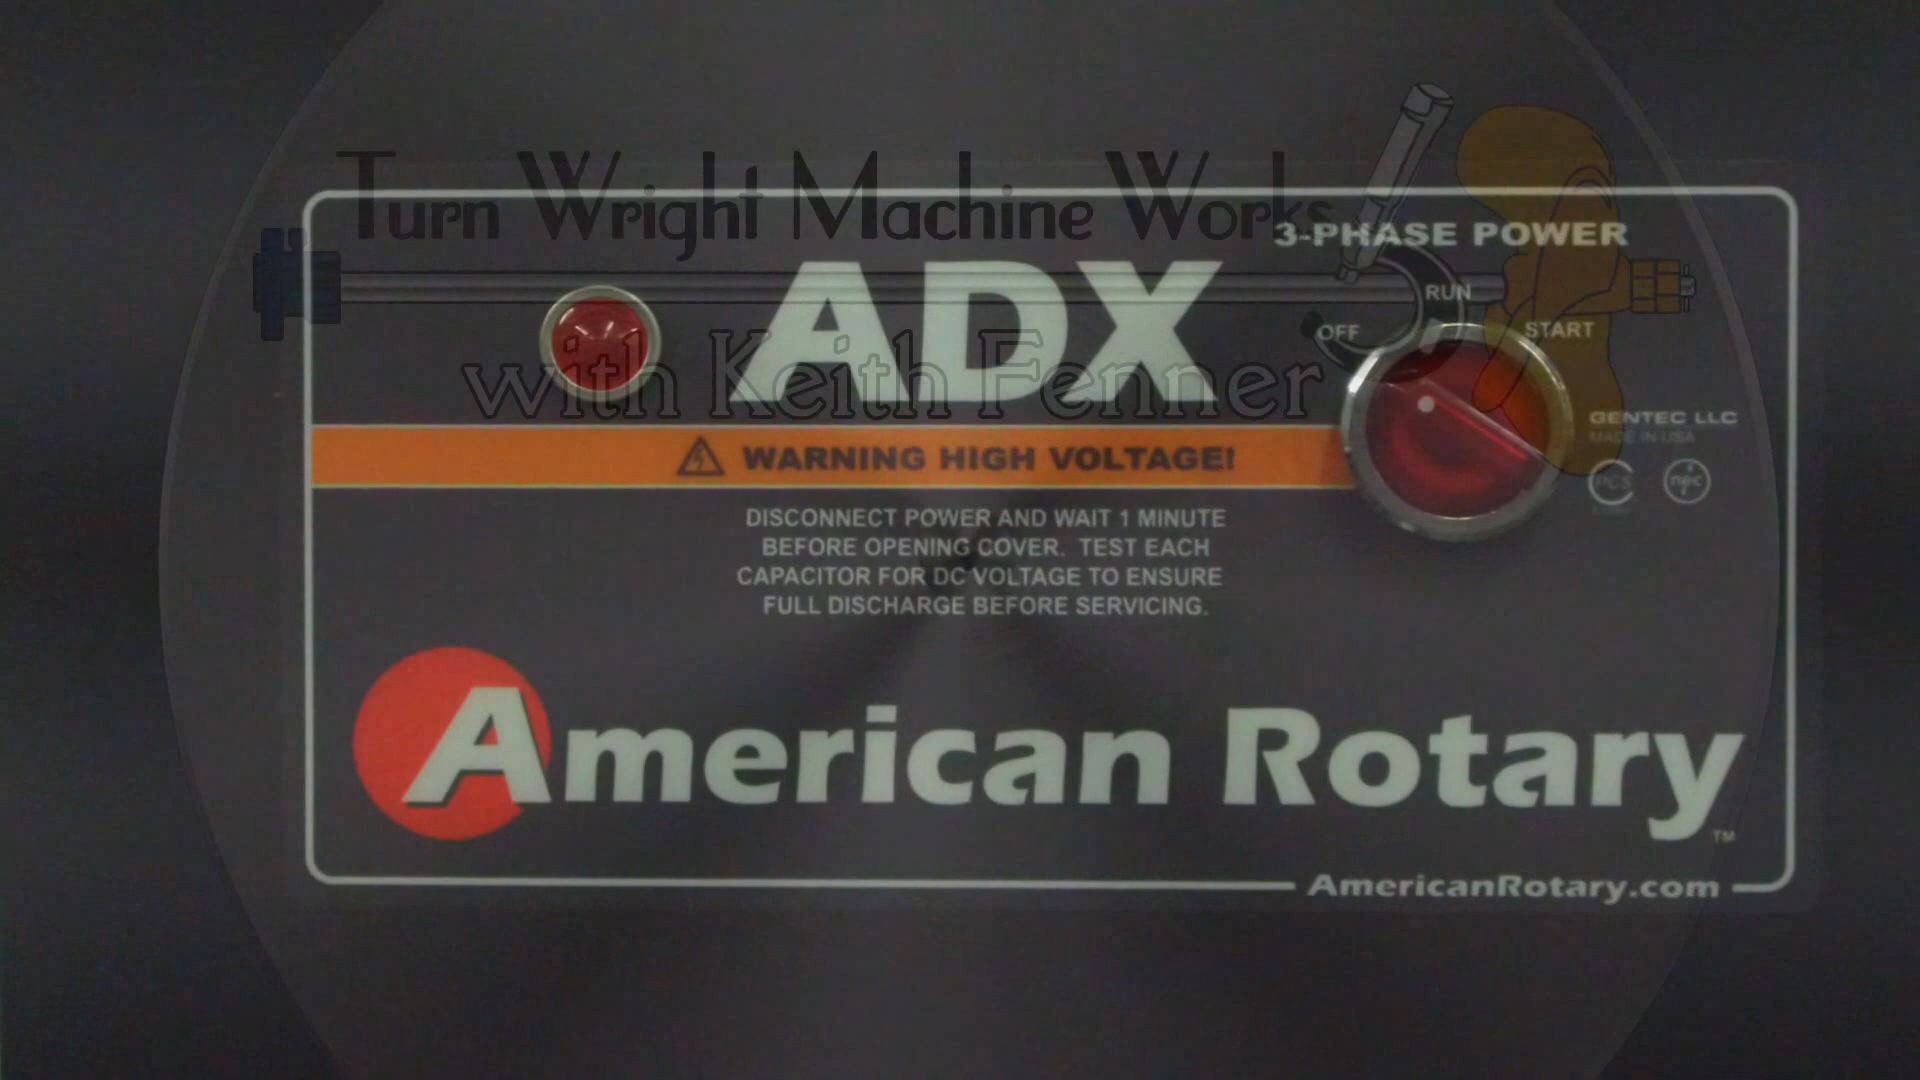 Turn Wright Machine Works
3-PHASE POWER
ADX
RUN
OFF
START
with Keith Fenner
GENTEC LLC
MADE IN USA
WARNING HIGH VOLTAGE!
PCS
DISCONNECT POWER AND WAIT 1 MINUTE
BEFORE OPENING COVER. TEST EACH
CAPACITOR FOR DC VOLTAGE TO ENSURE
FULL DISCHARGE BEFORE SERVICING.
American Rotary
TM
AmericanRotary.com